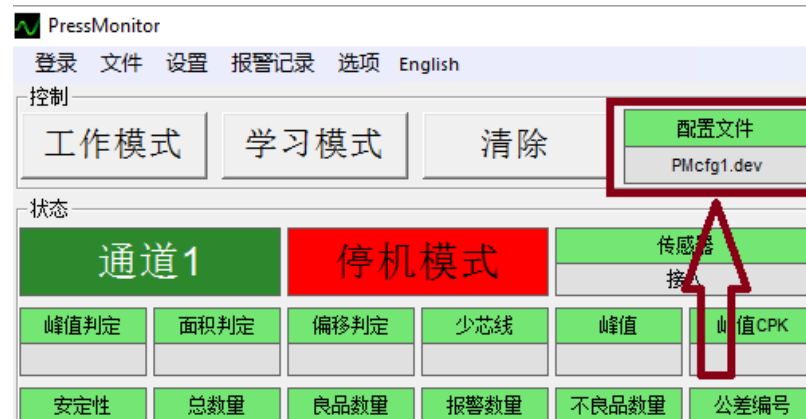 PressMonitor
登录 文件 设置 报警记录 选项 English
控制
工作模式 学习模式 清除 配置文件
PMcfg1.dev
状态
通道1 停机模式 传感器
接
峰值判定 面积判定 偏移判定 少芯线 峰值 峰值CPK
安定性 总数量 良品数量 报警数量 不良品数量 公差编号